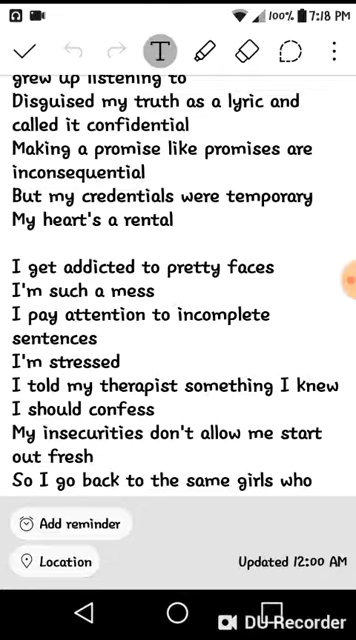 100% 7:18 PM
T
grew up listening to
Disguised my truth as a lyric and
called it confidential
Making a promise like promises are
inconsequential
But my credentials were temporary
My heart's a rental
I get addicted to pretty faces
I'm such a mess
I pay attention to incomplete
sentences
I'm stressed
I told my therapist something I knew
I should confess
My insecurities don't allow me start
out fresh
So I go back to the same girls who
Add reminder
Location
Updated 12:00 AM
DU Recorder